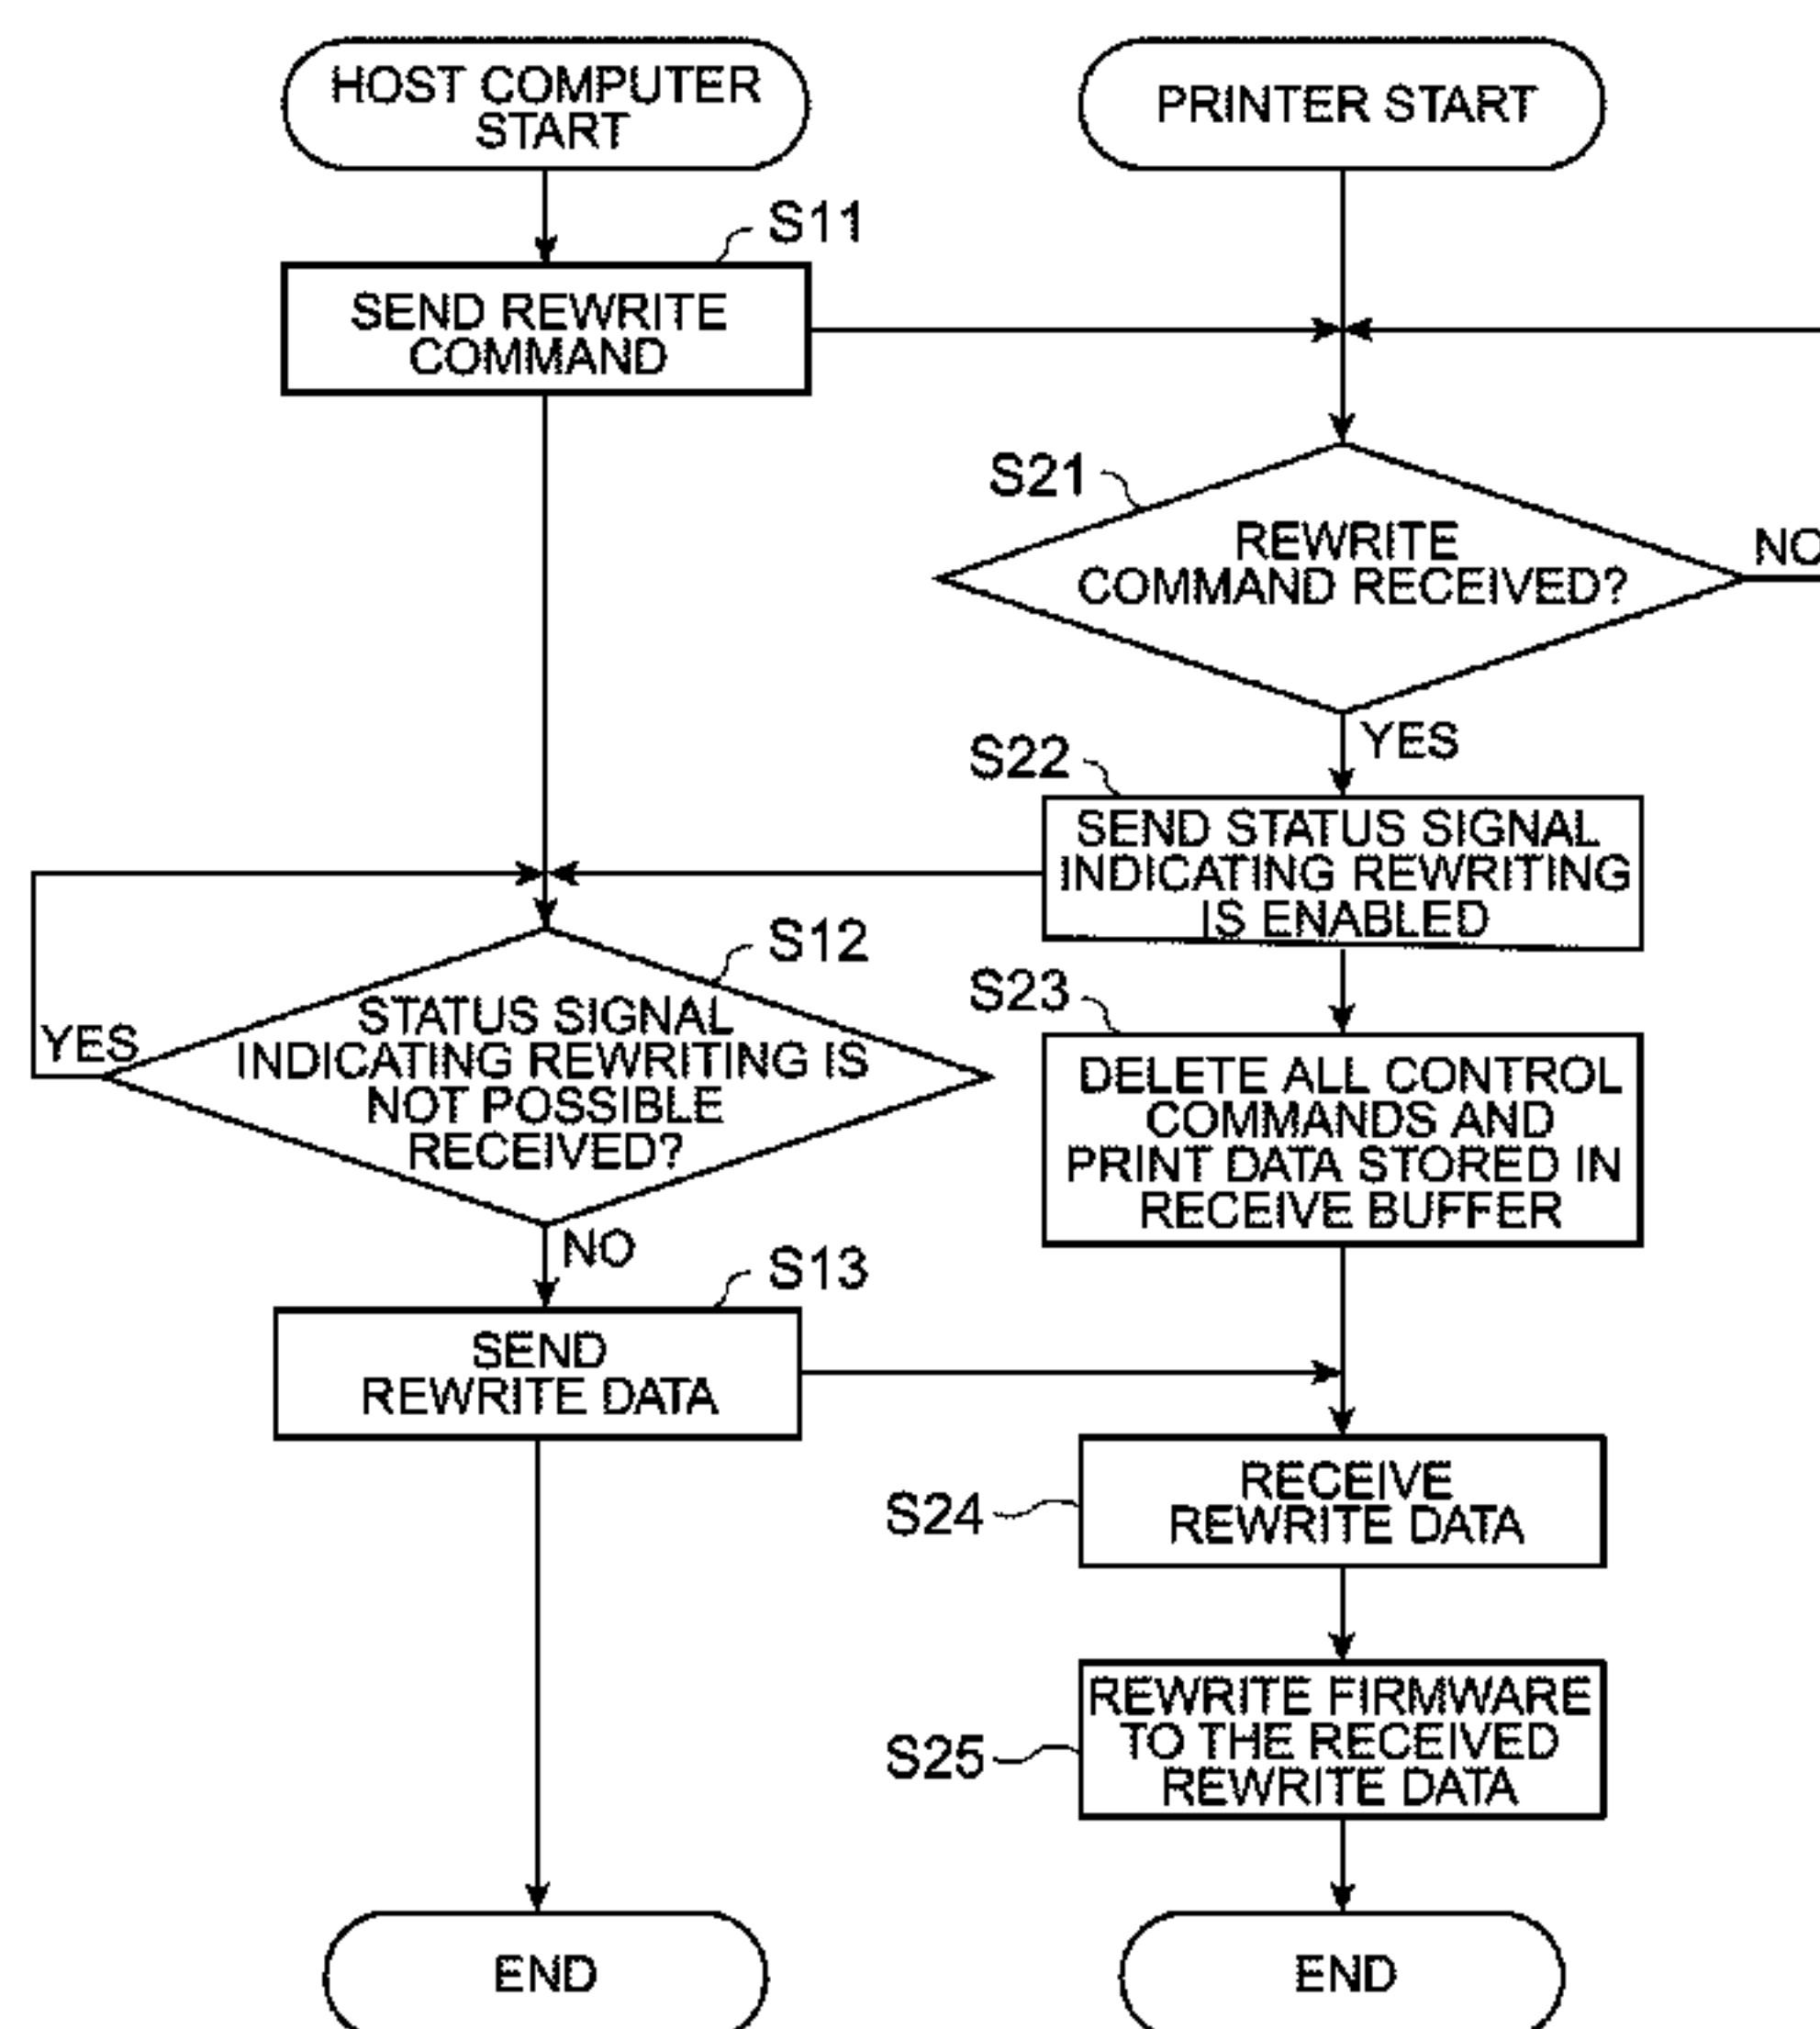 HOST COMPUTER
START
PRINTER START
S11
SEND REWRITE
COMMAND
S21
REWRITE
COMMAND RECEIVED?
NO
YES
S22
SEND STATUS SIGNAL
INDICATING REWRITING
IS ENABLED
S12
STATUS SIGNAL
INDICATING REWRITING IS
NOT POSSIBLE
RECEIVED?
YES
NO
S23
DELETE ALL CONTROL
COMMANDS AND
PRINT DATA STORED IN
RECEIVE BUFFER
S13
SEND
REWRITE DATA
S24
RECEIVE
REWRITE DATA
S25
REWRITE FIRMWARE
TO THE RECEIVED
REWRITE DATA
END
END